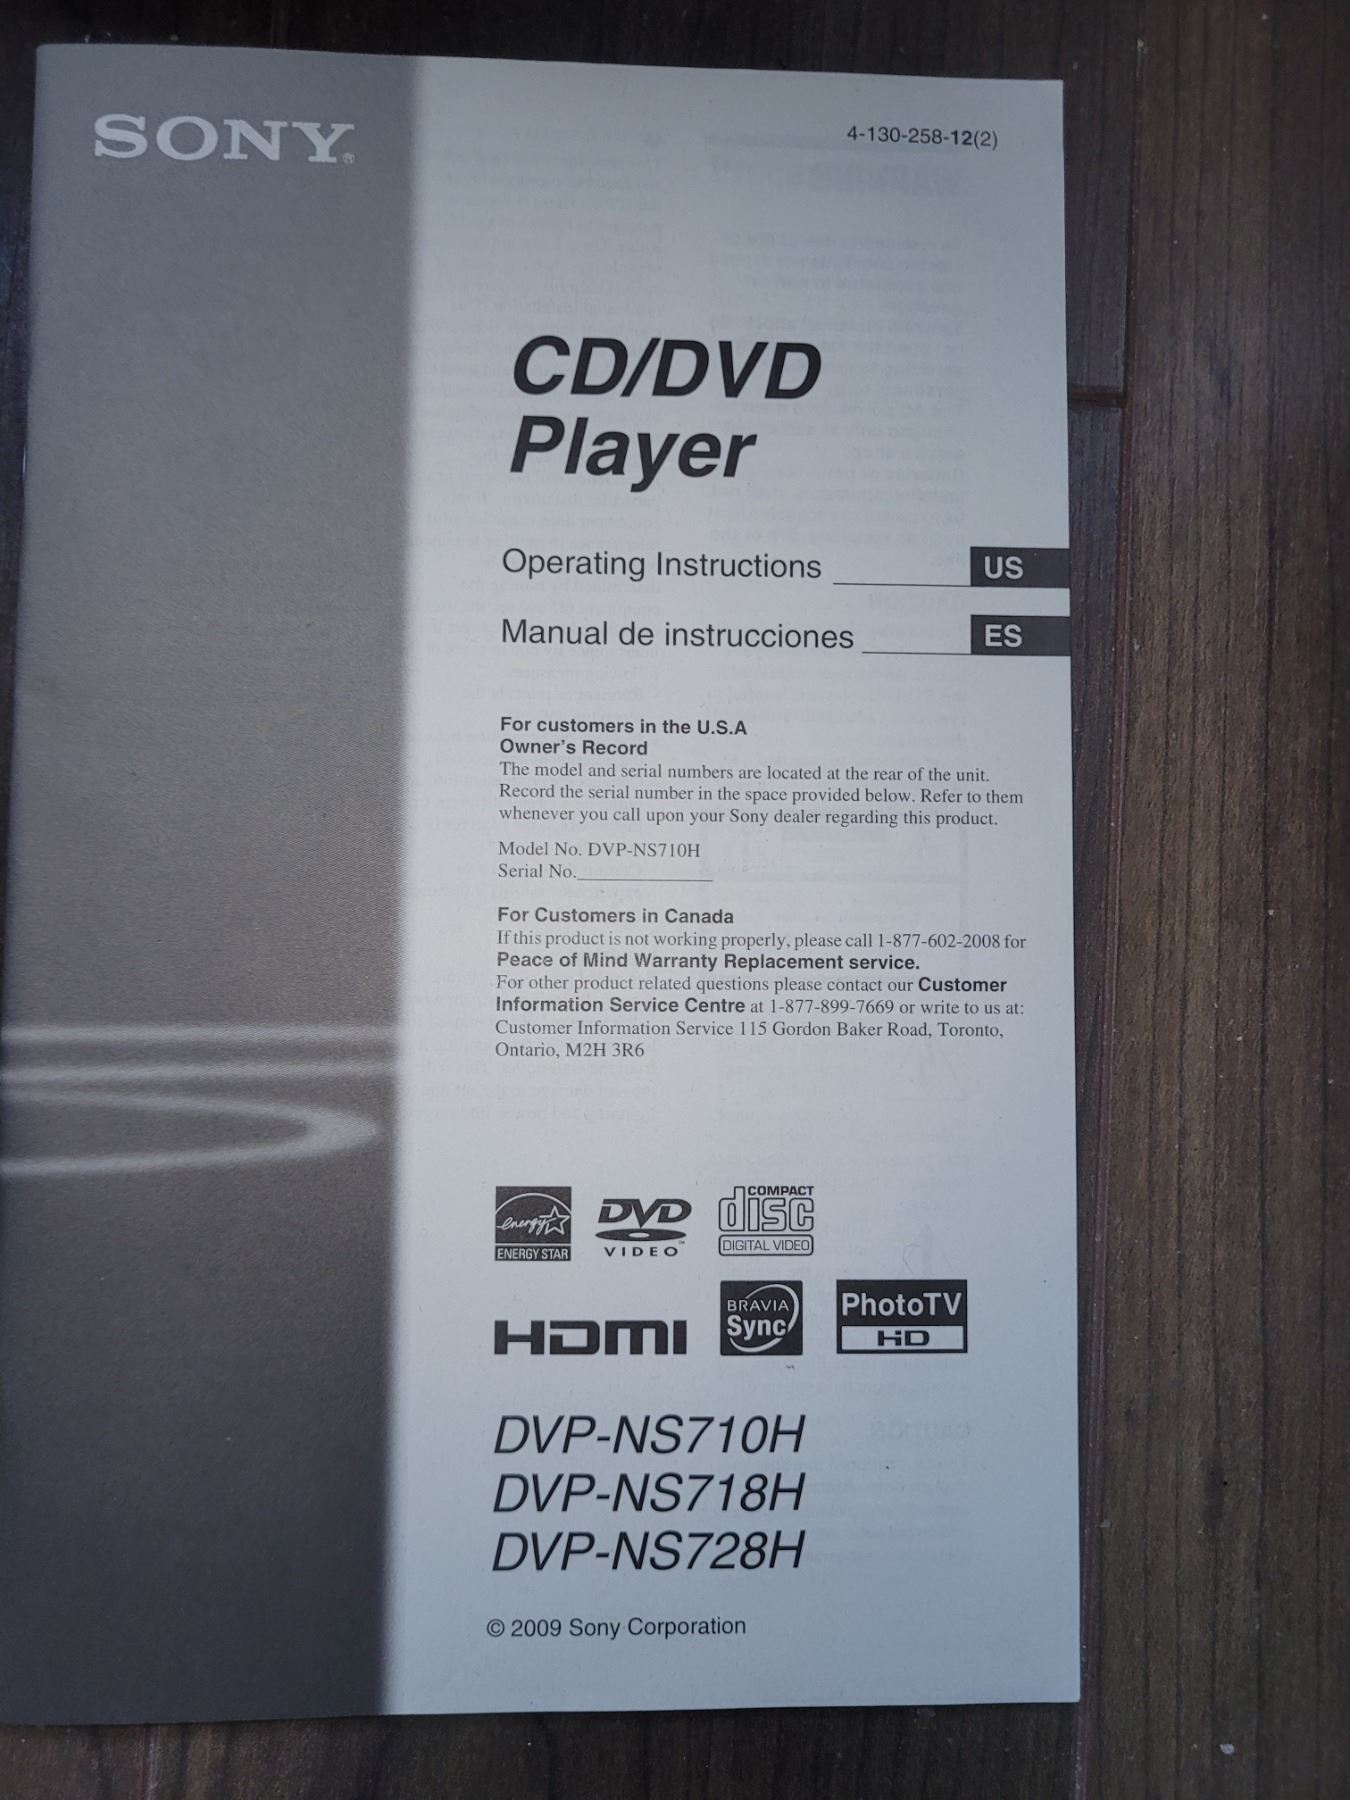 SONY®
4-130-258-12(2)
CD/DVD
Player
Operating Instructions US
Manual de instrucciones ES
For customers in the U.S.A
Owner's Record
The model and serial numbers are located at the rear of the unit.
Record the serial number in the space provided below. Refer to them
whenever you call upon your Sony dealer regarding this product.
Model No. DVP-NS710H
Serial No.______________
For Customers in Canada
If this product is not working properly, please call 1-877-602-2008 for
Peace of Mind Warranty Replacement service.
For other product related questions please contact our Customer
Information Service Centre at 1-877-899-7669 or write to us at:
Customer Information Service 115 Gordon Baker Road, Toronto,
Ontario, M2H 3R6
energy
ENERGY STAR
DVD
VIDEO™
COMPACT
disc
DIGITAL VIDEO
HDMI
BRAVIA
Sync
PhotoTV
HD
DVP-NS710H
DVP-NS718H
DVP-NS728H
© 2009 Sony Corporation